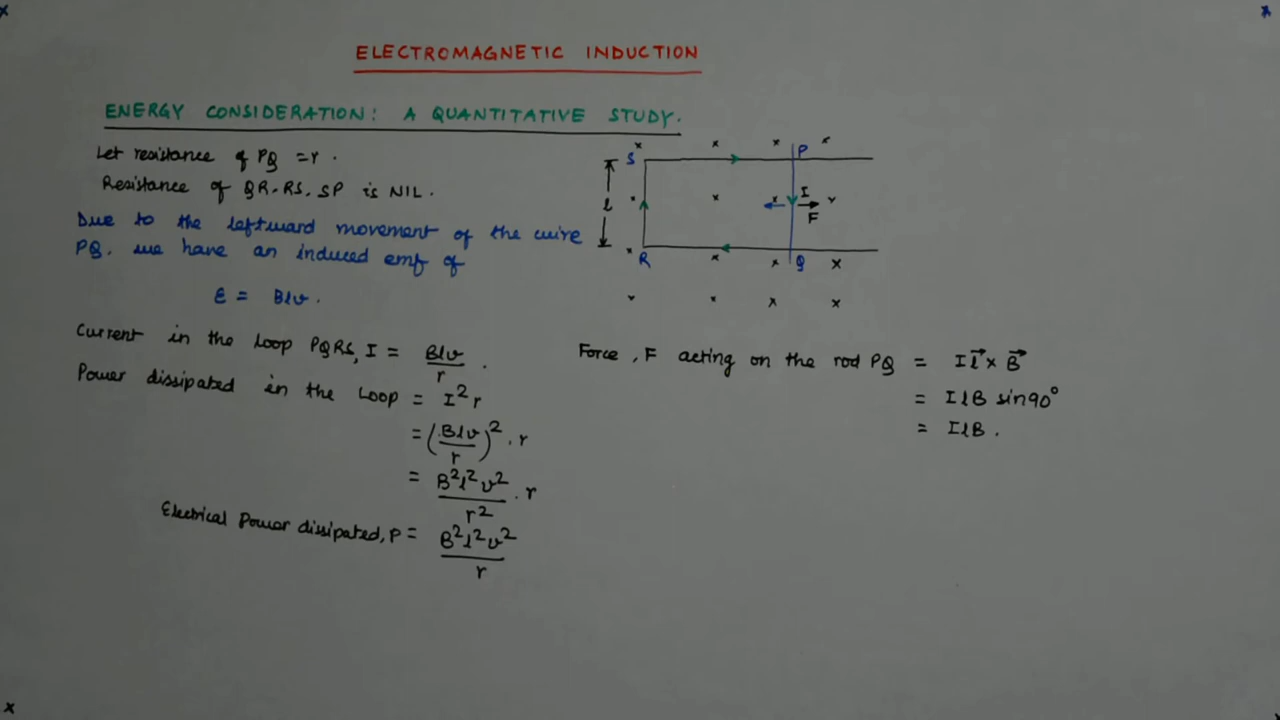 ELECTROMAGNETIC INDUCTION
ENERGY CONSIDERATION: A QUANTITATIVE STUDY.
Let resistance of PQ = r.
Resistance of QR, RS, SP is NIL.
Due to the leftward movement of the wire
PQ, we have an induced emf of
ε = Blv.
Current in the loop PQRS, I = Blv/r.
Power dissipated in the loop = I²r
= (Blv/r)² . r
= B²l²v²/r² . r
Electrical Power dissipated, P = B²l²v²/r
S
P
l
I
F
R
Q
Force, F acting on the rod PQ = I l⃗ × B⃗
= IlB sin90°
= IlB.